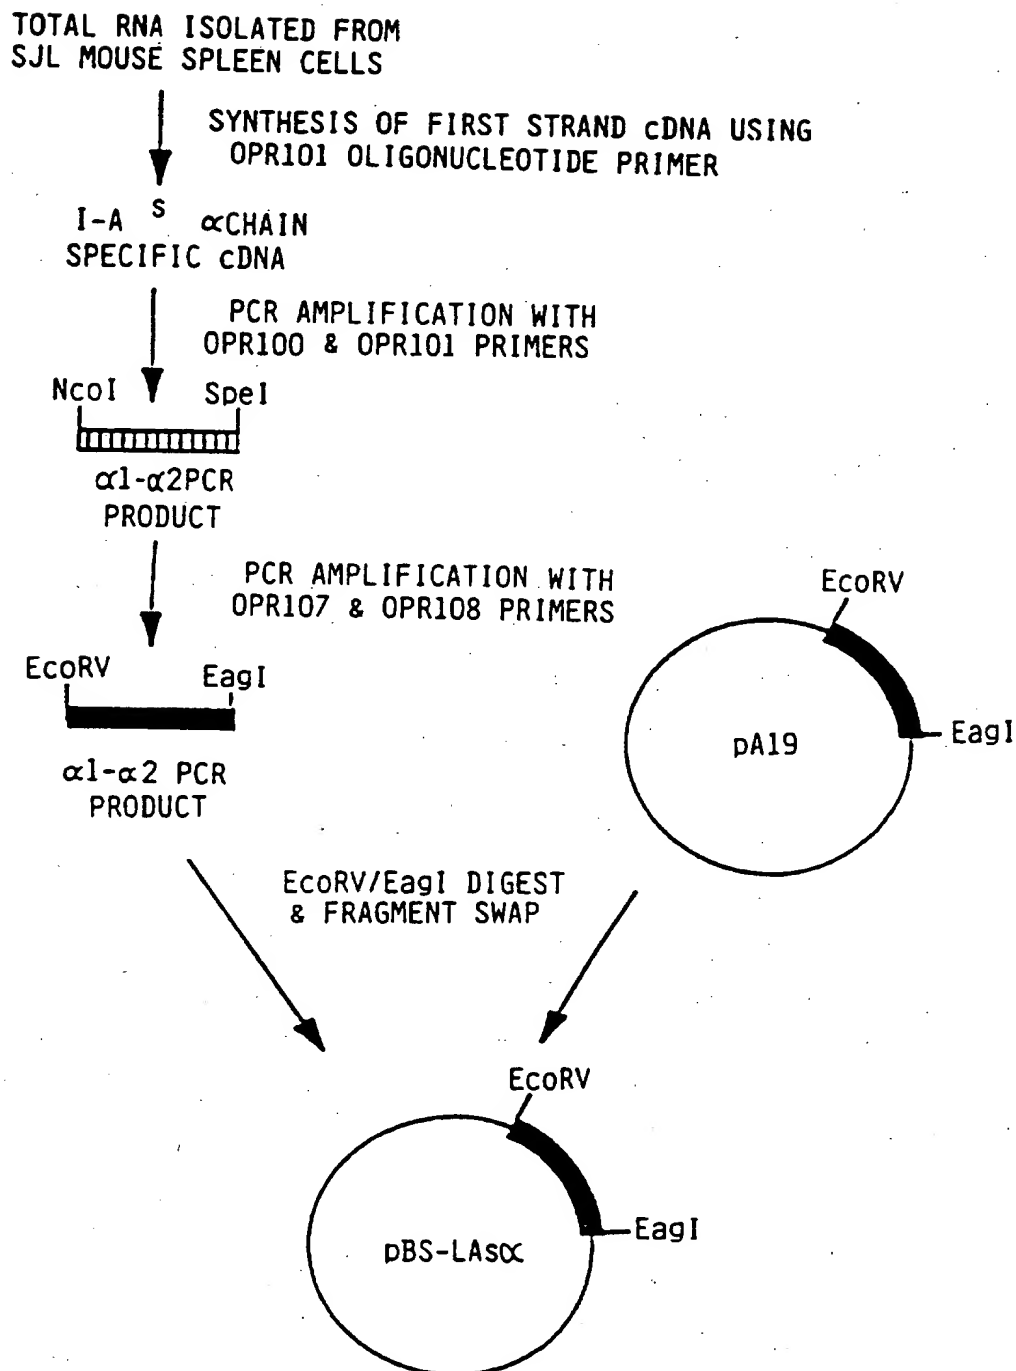 TOTAL RNA ISOLATED FROM
SJL MOUSE SPLEEN CELLS
SYNTHESIS OF FIRST STRAND cDNA USING
OPR101 OLIGONUCLEOTIDE PRIMER
I-A S αCHAIN
SPECIFIC cDNA
PCR AMPLIFICATION WITH
OPR100 & OPR101 PRIMERS
NcoI SpeI
α1-α2PCR
PRODUCT
PCR AMPLIFICATION WITH
OPR107 & OPR108 PRIMERS
EcoRV
EagI
α1-α2 PCR
PRODUCT
EcoRV
EagI
pA19
EcoRV/EagI DIGEST
& FRAGMENT SWAP
EcoRV
EagI
pBS-LAsα